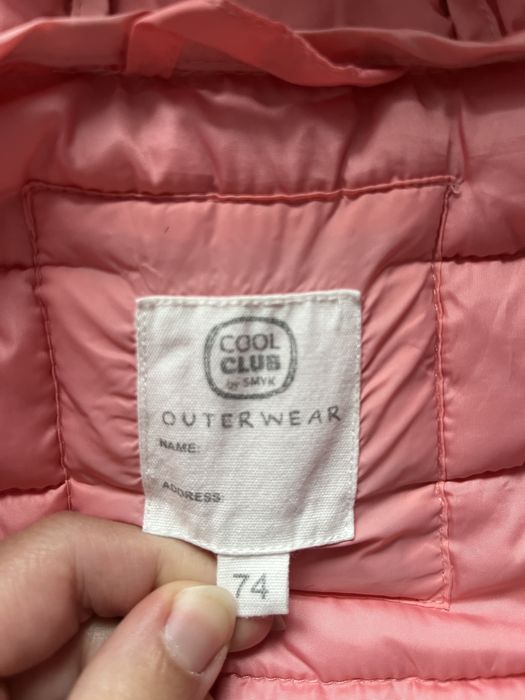 COOL
CLUB
by SMYK
OUTERWEAR
NAME:
ADDRESS:
74